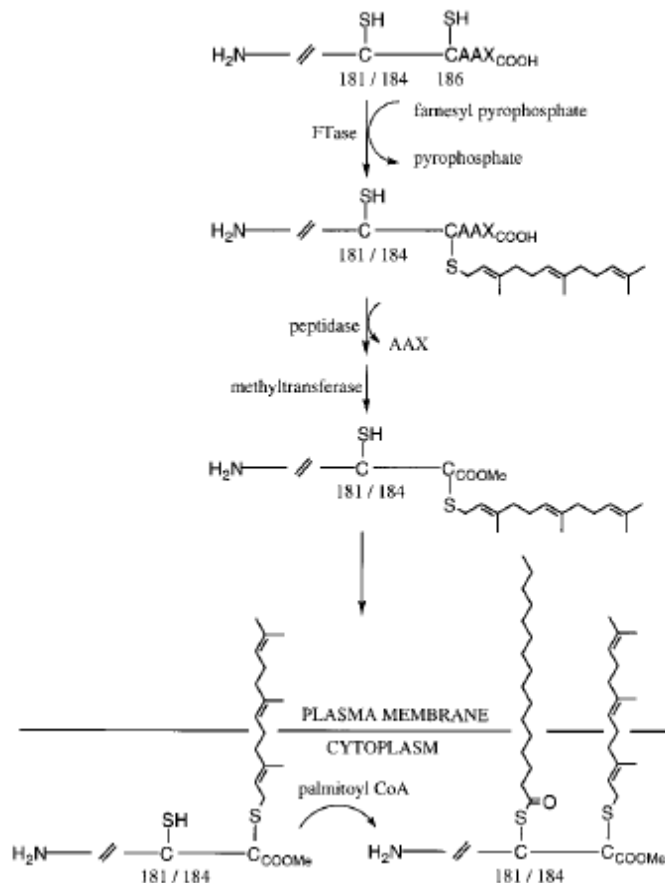 SH SH
H₂N C CAAXCOOH
181 / 184 186
farnesyl pyrophosphate
FTase
pyrophosphate
SH
H₂N C CAAXCOOH
181 / 184 S
peptidase
AAX
methyltransferase
SH
H₂N C CCOOMe
181 / 184 S
PLASMA MEMBRANE
CYTOPLASM
palmitoyl CoA
O
SH S S S
H₂N C CCOOMe H₂N C CCOOMe
181 / 184 181 / 184